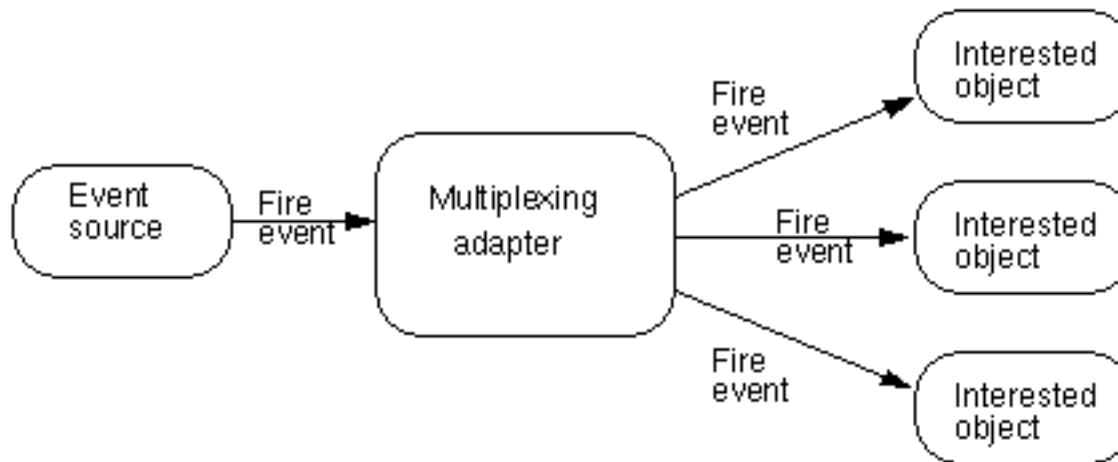 Event
source
Fire
event
Multiplexing
adapter
Fire
event
Fire
event
Fire
event
Interested
object
Interested
object
Interested
object